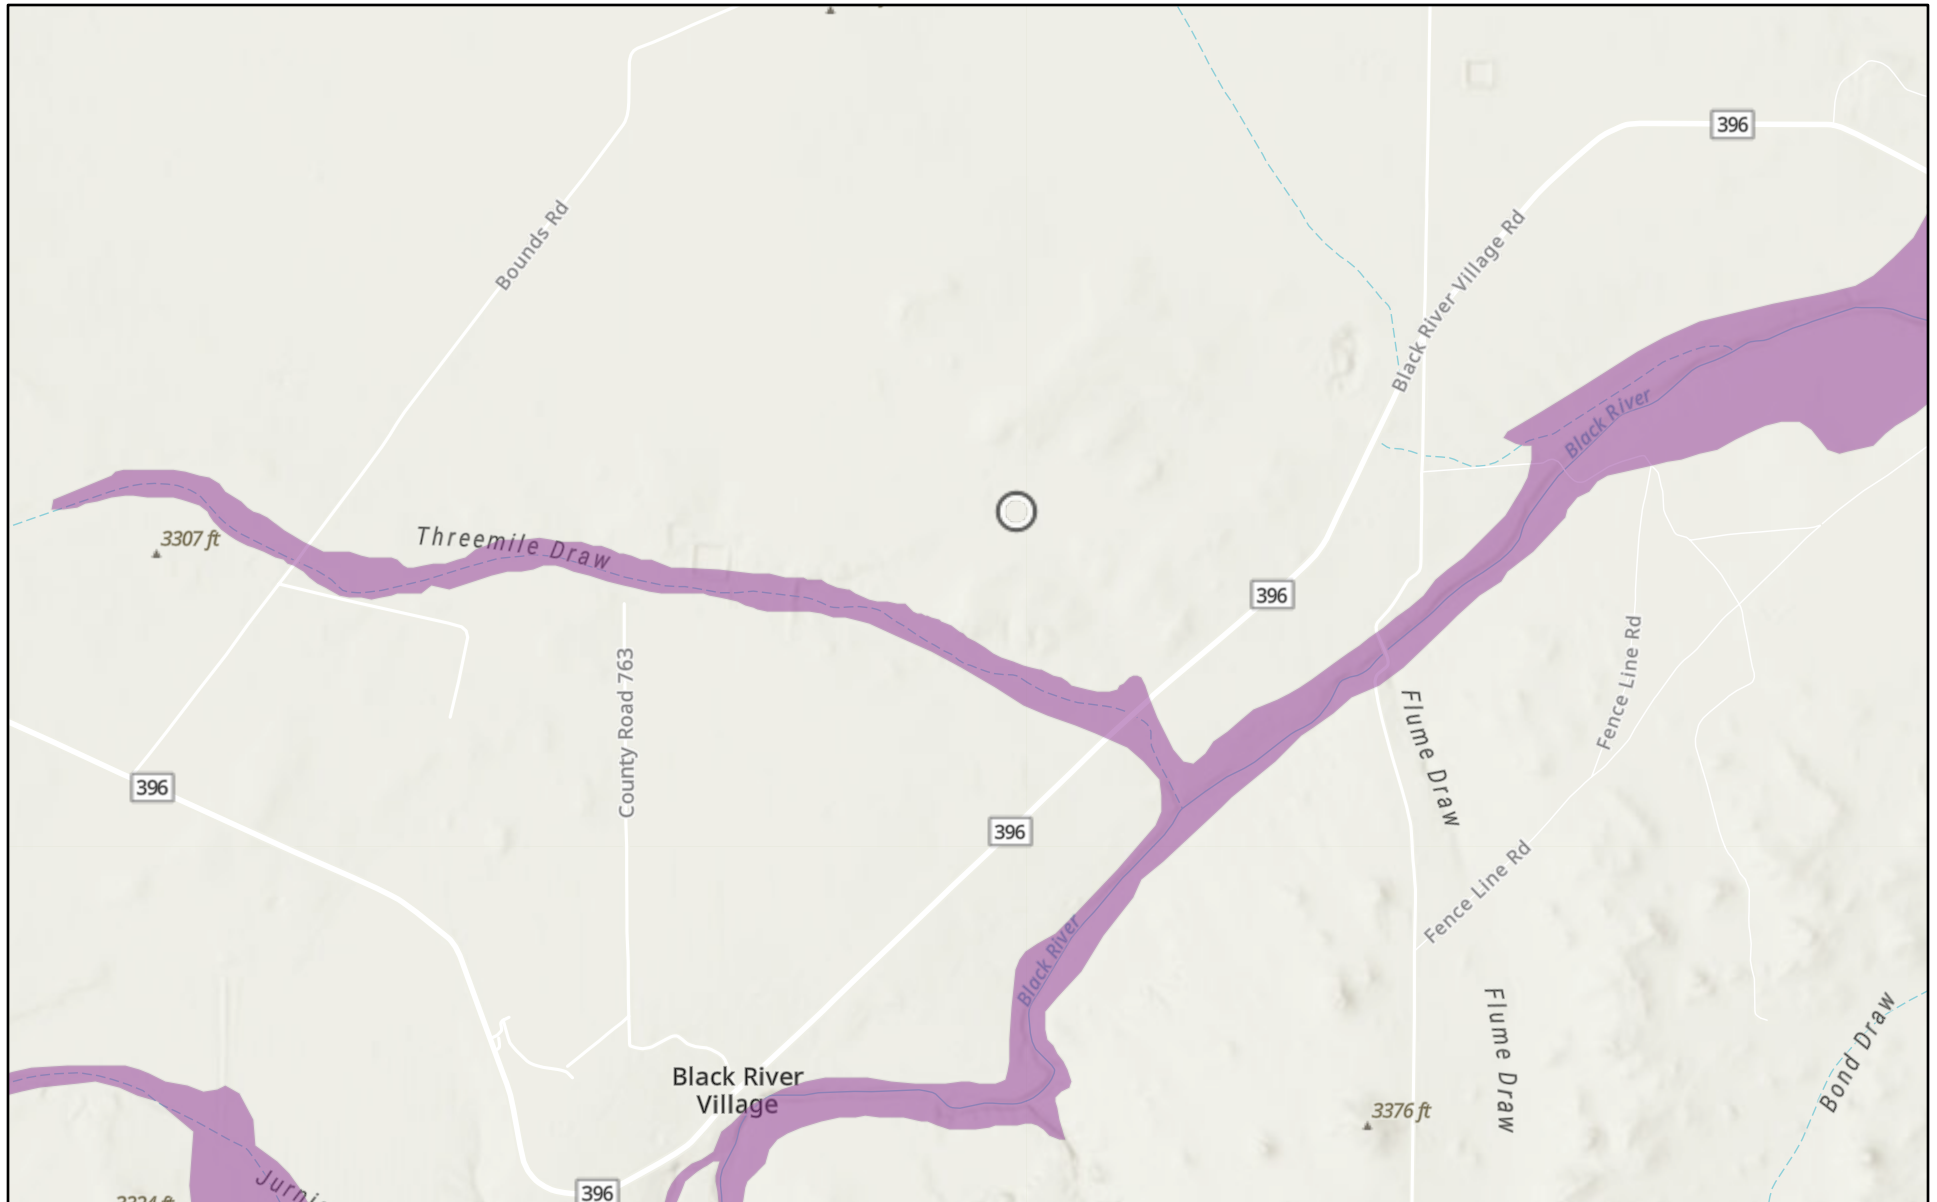 396
Bounds Rd
Black River Village Rd
Black River
Threemile Draw
3307 ft
396
County Road 763
Fence Line Rd
Flume Draw
396
396
Fence Line Rd
Black River
Flume Draw
Bond Draw
Black River
Village
3376 ft
396